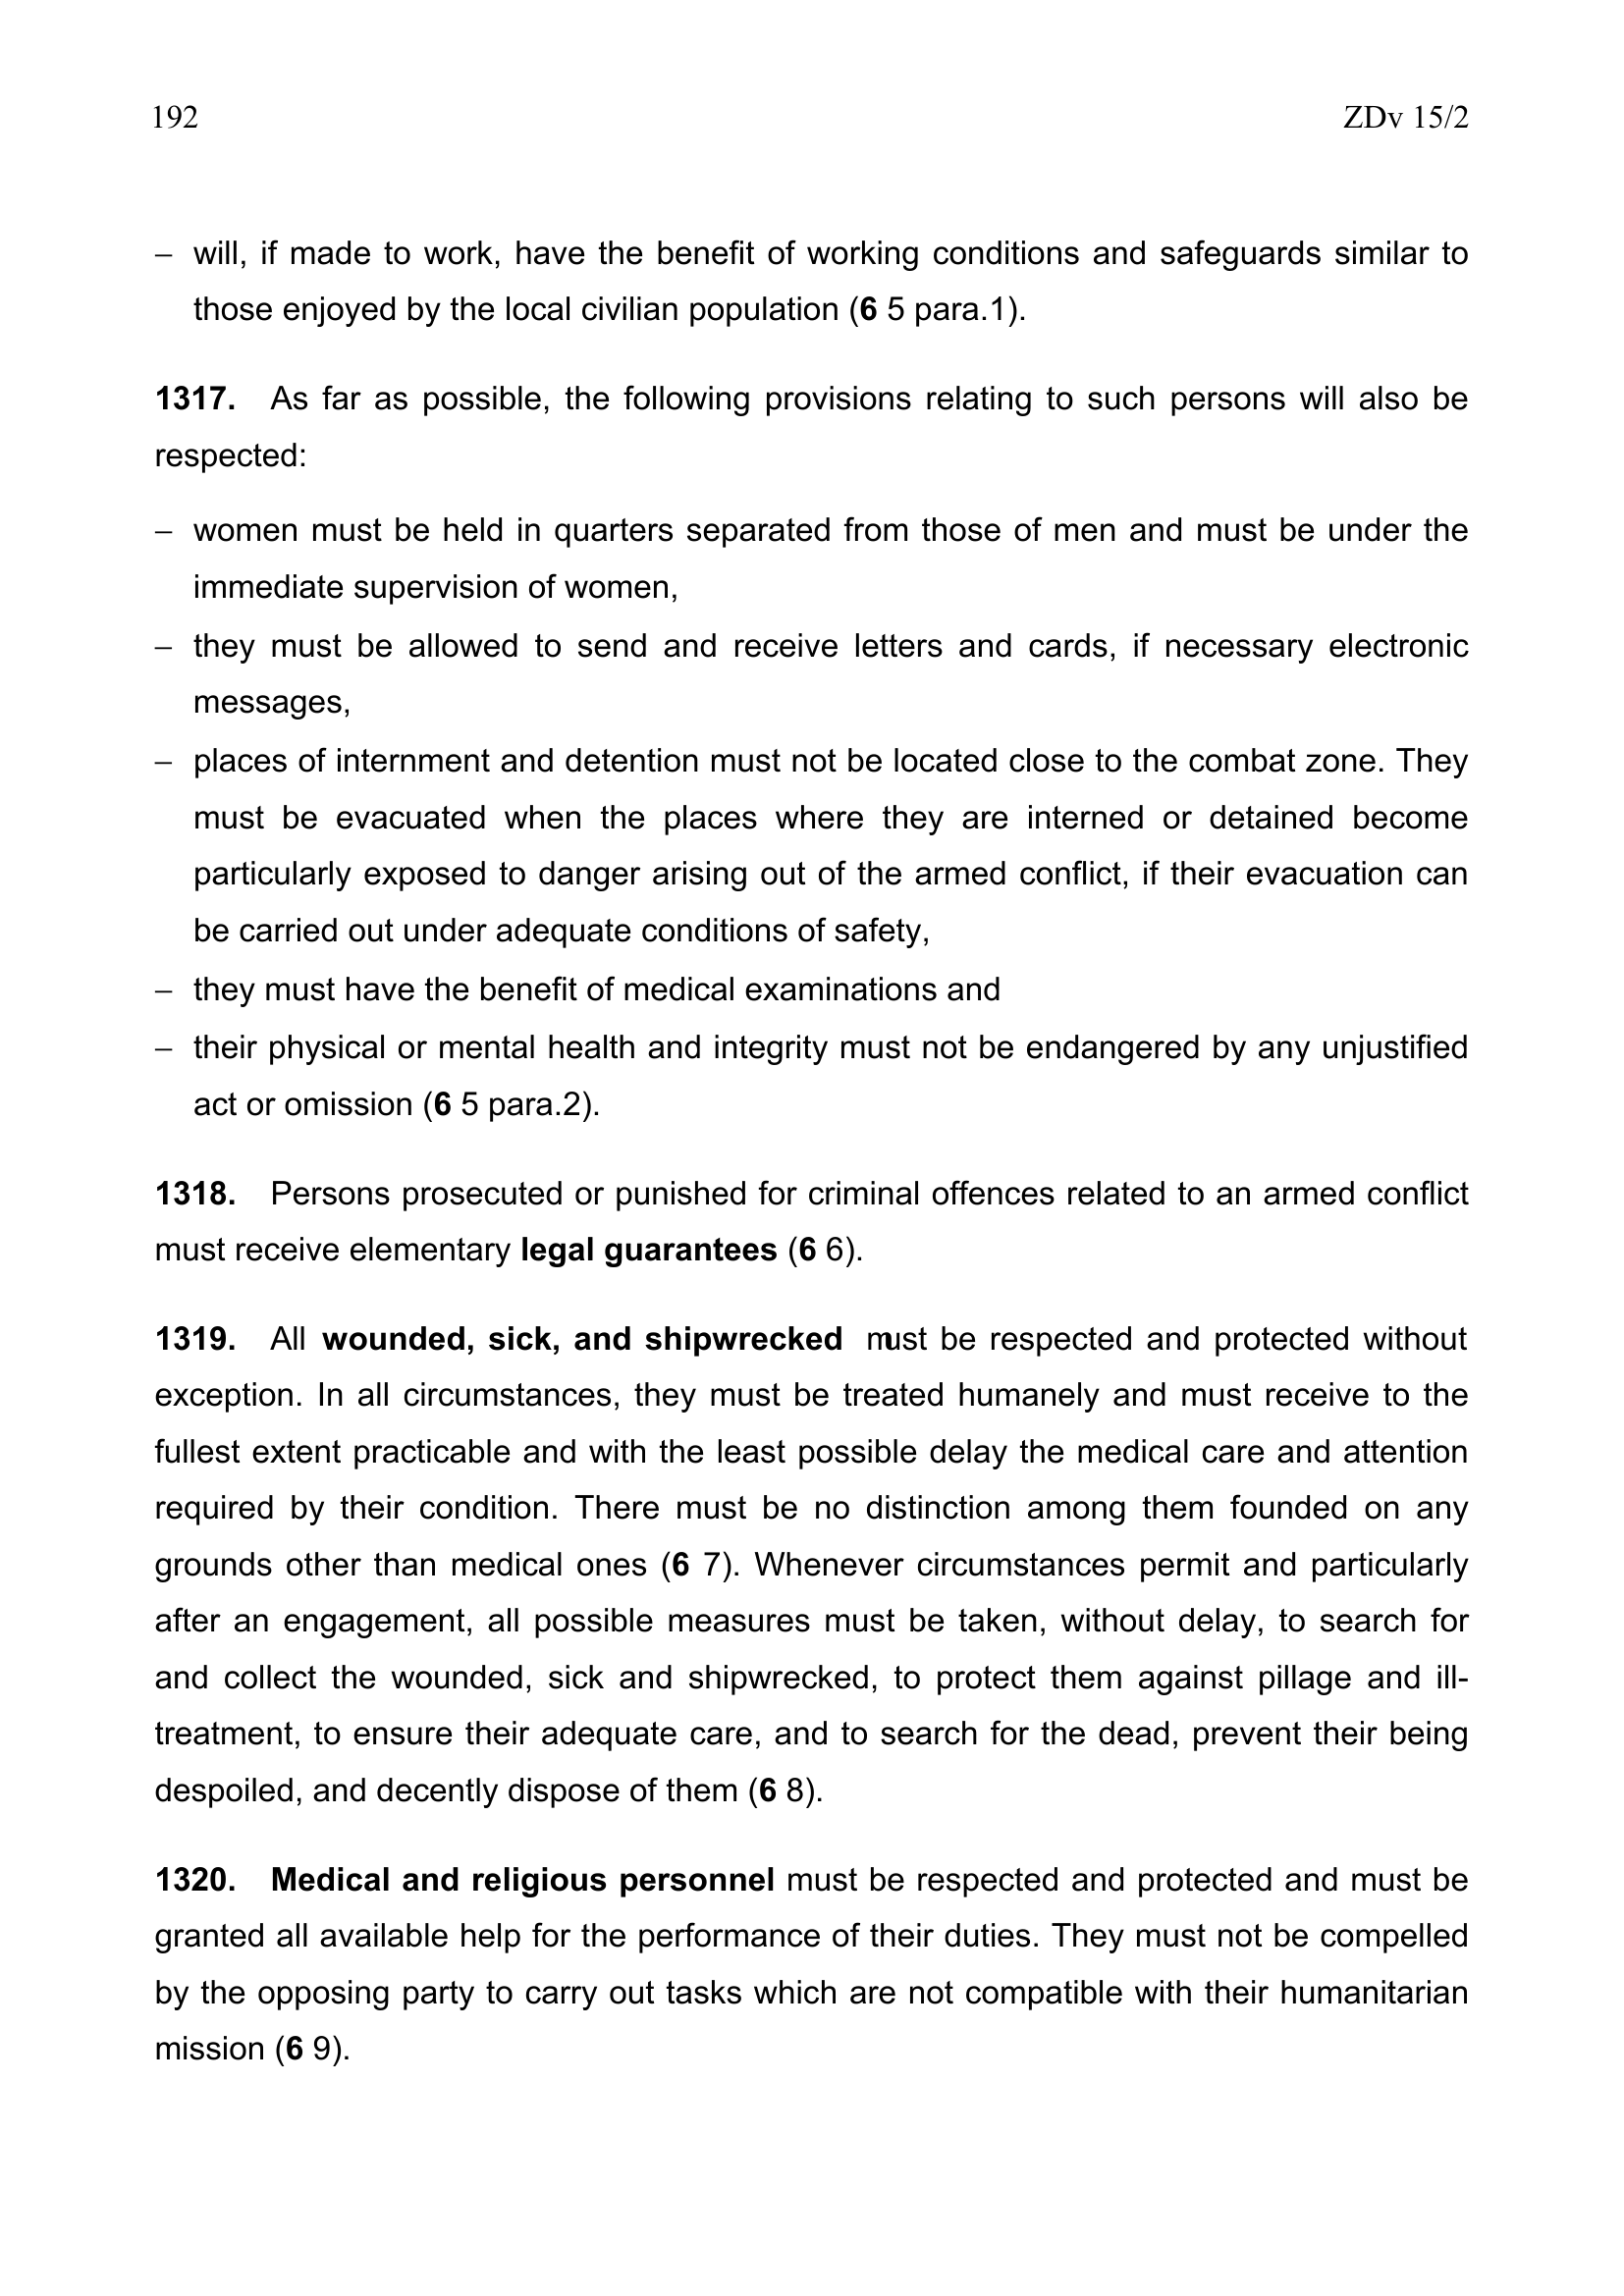 192 ZDv 15/2
– will, if made to work, have the benefit of working conditions and safeguards similar to
those enjoyed by the local civilian population (6 5 para.1).
1317. As far as possible, the following provisions relating to such persons will also be
respected:
– women must be held in quarters separated from those of men and must be under the
immediate supervision of women,
– they must be allowed to send and receive letters and cards, if necessary electronic
messages,
– places of internment and detention must not be located close to the combat zone. They
must be evacuated when the places where they are interned or detained become
particularly exposed to danger arising out of the armed conflict, if their evacuation can
be carried out under adequate conditions of safety,
– they must have the benefit of medical examinations and
– their physical or mental health and integrity must not be endangered by any unjustified
act or omission (6 5 para.2).
1318. Persons prosecuted or punished for criminal offences related to an armed conflict
must receive elementary legal guarantees (6 6).
1319. All wounded, sick, and shipwrecked must be respected and protected without
exception. In all circumstances, they must be treated humanely and must receive to the
fullest extent practicable and with the least possible delay the medical care and attention
required by their condition. There must be no distinction among them founded on any
grounds other than medical ones (6 7). Whenever circumstances permit and particularly
after an engagement, all possible measures must be taken, without delay, to search for
and collect the wounded, sick and shipwrecked, to protect them against pillage and ill-
treatment, to ensure their adequate care, and to search for the dead, prevent their being
despoiled, and decently dispose of them (6 8).
1320. Medical and religious personnel must be respected and protected and must be
granted all available help for the performance of their duties. They must not be compelled
by the opposing party to carry out tasks which are not compatible with their humanitarian
mission (6 9).